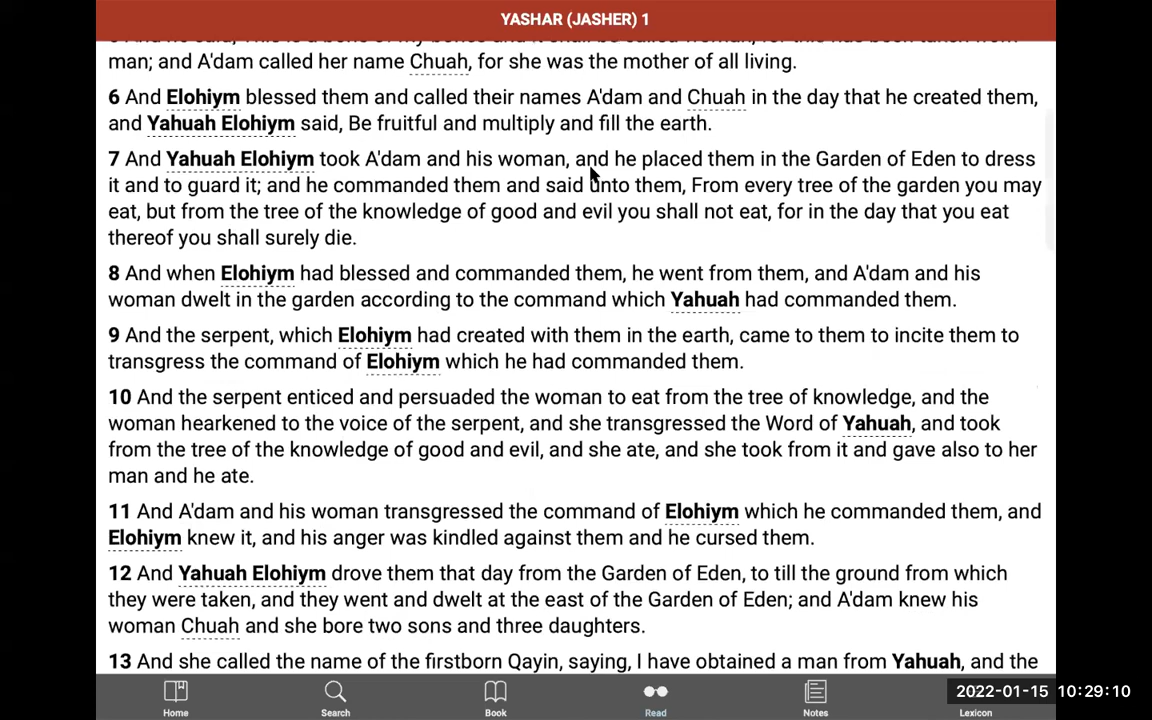 YASHAR (JASHER) 1
man; and A'dam called her name Chuah, for she was the mother of all living.
6 And Elohiym blessed them and called their names A'dam and Chuah in the day that he created them,
and Yahuah Elohiym said, Be fruitful and multiply and fill the earth.
7 And Yahuah Elohiym took A'dam and his woman, and he placed them in the Garden of Eden to dress
it and to guard it; and he commanded them and said unto them, From every tree of the garden you may
eat, but from the tree of the knowledge of good and evil you shall not eat, for in the day that you eat
thereof you shall surely die.
8 And when Elohiym had blessed and commanded them, he went from them, and A'dam and his
woman dwelt in the garden according to the command which Yahuah had commanded them.
9 And the serpent, which Elohiym had created with them in the earth, came to them to incite them to
transgress the command of Elohiym which he had commanded them.
10 And the serpent enticed and persuaded the woman to eat from the tree of knowledge, and the
woman hearkened to the voice of the serpent, and she transgressed the Word of Yahuah, and took
from the tree of the knowledge of good and evil, and she ate, and she took from it and gave also to her
man and he ate.
11 And A'dam and his woman transgressed the command of Elohiym which he commanded them, and
Elohiym knew it, and his anger was kindled against them and he cursed them.
12 And Yahuah Elohiym drove them that day from the Garden of Eden, to till the ground from which
they were taken, and they went and dwelt at the east of the Garden of Eden; and A'dam knew his
woman Chuah and she bore two sons and three daughters.
13 And she called the name of the firstborn Qayin, saying, I have obtained a man from Yahuah, and the
2022-01-15 10:29:10
Home Search Book Read Notes Lexicon